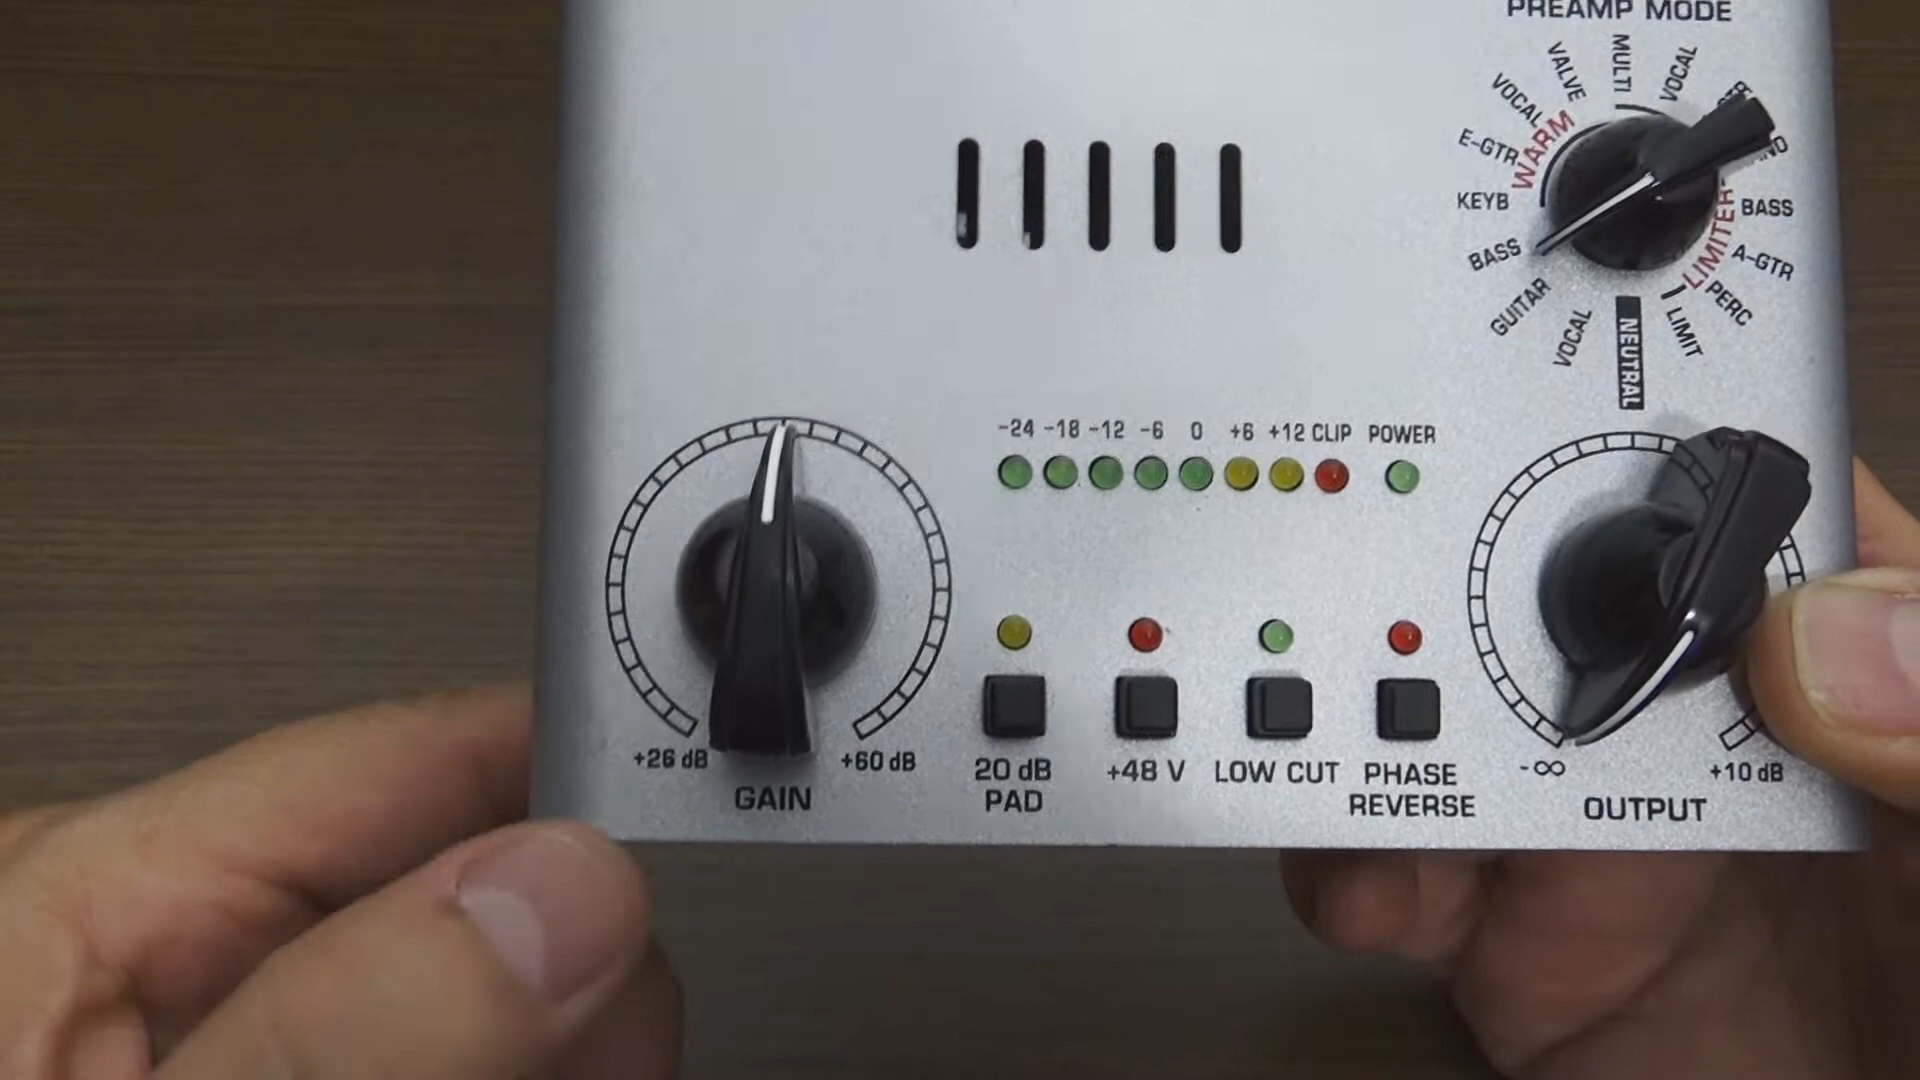 PREAMP MODE
MULTI
VOCAL
VALVE
VOCAL
WARM
E-GTR
KEYB
BASS
GUITAR
VOCAL
NEUTRAL
LIMIT
PERC
A-GTR
BASS
LIMITER
-24 -18 -12 -6 0 +6 +12 CLIP POWER
+26 dB
+60 dB
GAIN
20 dB
PAD
+48 V
LOW CUT
PHASE
REVERSE
-∞
+10 dB
OUTPUT